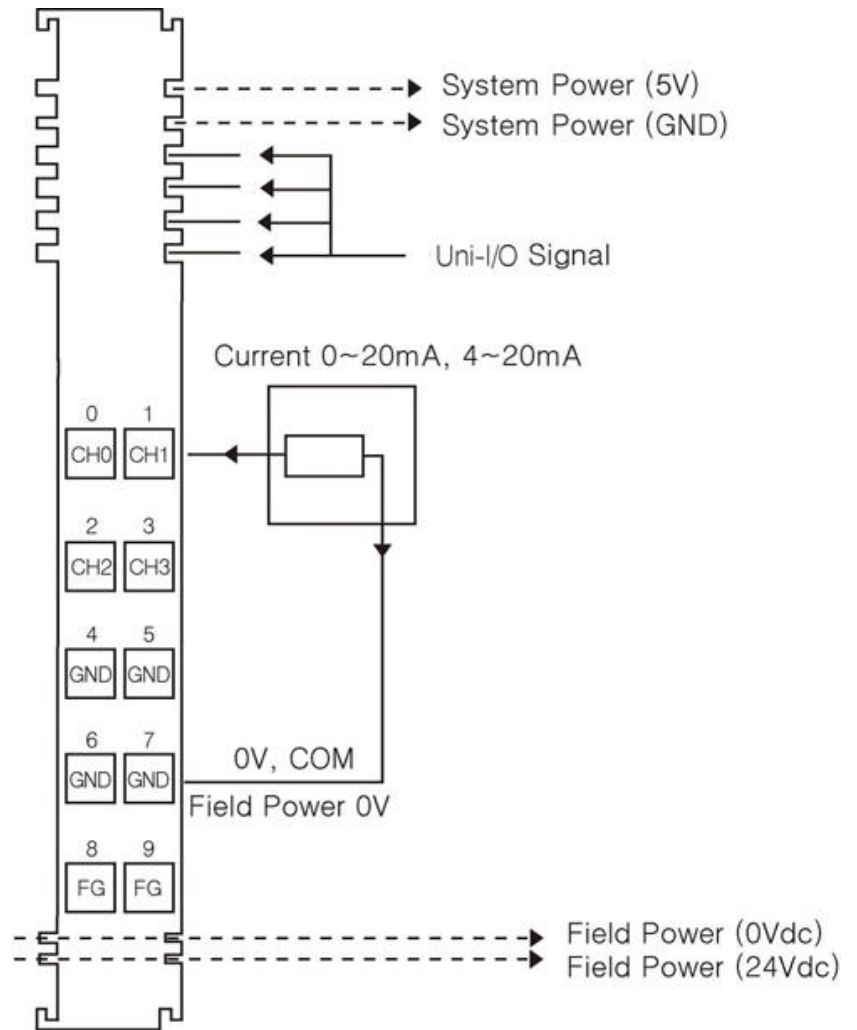 System Power (5V)
System Power (GND)
Uni-I/O Signal
Current 0~20mA, 4~20mA
0 1
CH0 CH1
2 3
CH2 CH3
4 5
GND GND
6 7
GND GND
0V, COM
Field Power 0V
8 9
FG FG
Field Power (0Vdc)
Field Power (24Vdc)